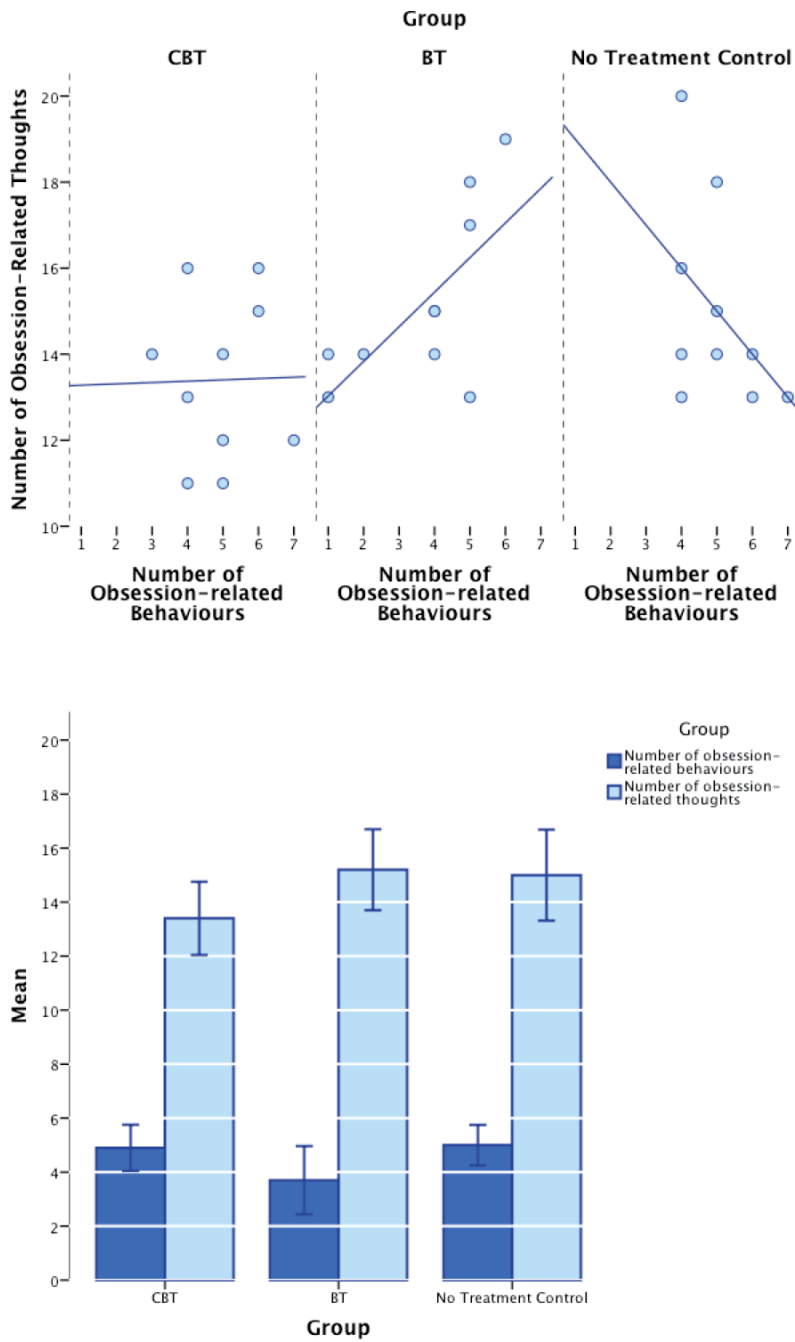 Group
CBT BT No Treatment Control
Number of Obsession-Related Thoughts
20
18
16
14
12
10
1 2 3 4 5 6 7 1 2 3 4 5 6 7 1 2 3 4 5 6 7
Number of Obsession-related Behaviours
Number of Obsession-related Behaviours
Number of Obsession-related Behaviours
Group
Number of obsession-
related behaviours
Number of obsession-
related thoughts
Mean
20
18
16
14
12
10
8
6
4
2
0
CBT BT No Treatment Control
Group